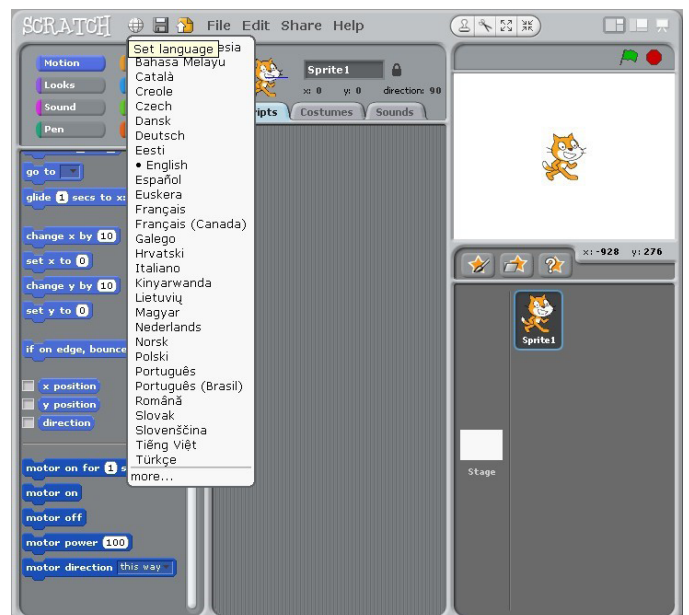 SCRATCH File Edit Share Help
Set language esia
Bahasa Melayu
Català
Creole
Czech
Dansk
Deutsch
Eesti
• English
Español
Euskera
Français
Français (Canada)
Galego
Hrvatski
Italiano
Kinyarwanda
Lietuvių
Magyar
Nederlands
Norsk
Polski
Português
Português (Brasil)
Română
Slovak
Slovenščina
Tiếng Việt
Türkçe
more...
Motion
Looks
Sound
Pen
go to
glide 1 secs to x:
change x by 10
set x to 0
change y by 10
set y to 0
if on edge, bounce
x position
y position
direction
motor on for 1 s
motor on
motor off
motor power 100
motor direction this way
Sprite1
x: 0 y: 0 direction: 90
ripts Costumes Sounds
x: -928 y: 276
Sprite1
Stage